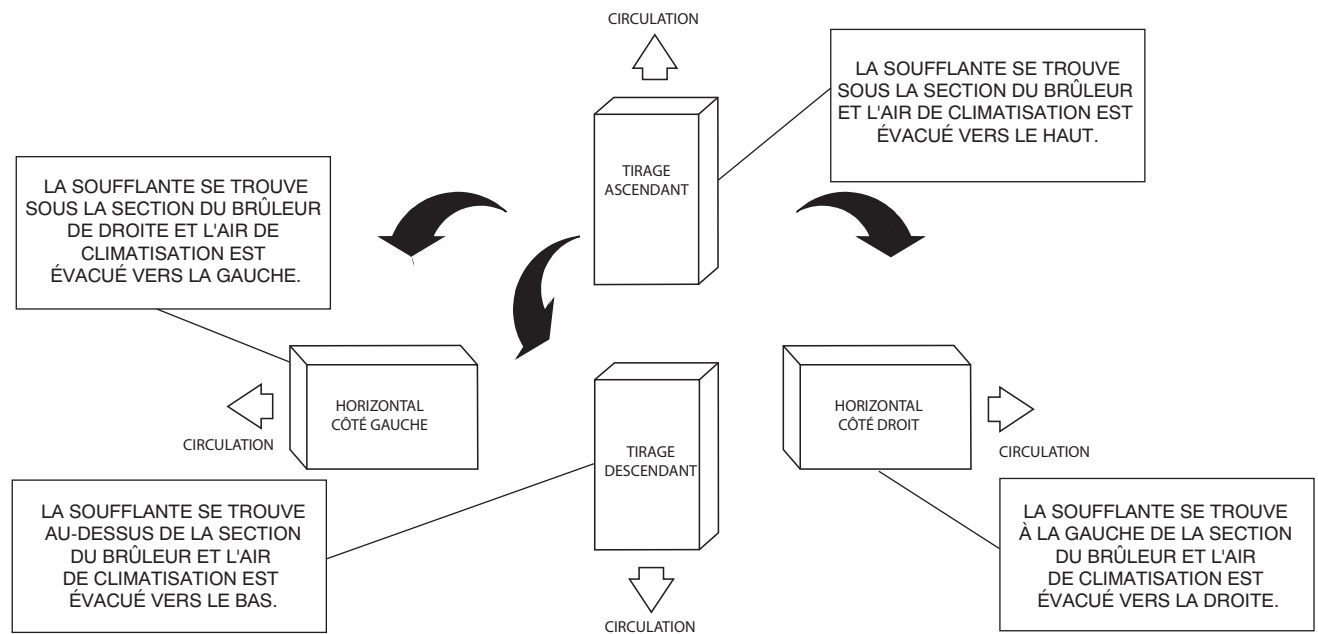 CIRCULATION
LA SOUFFLANTE SE TROUVE
SOUS LA SECTION DU BRÛLEUR
ET L'AIR DE CLIMATISATION EST
ÉVACUÉ VERS LE HAUT.
TIRAGE
ASCENDANT
LA SOUFFLANTE SE TROUVE
SOUS LA SECTION DU BRÛLEUR
DE DROITE ET L'AIR DE
CLIMATISATION EST
ÉVACUÉ VERS LA GAUCHE.
HORIZONTAL
CÔTÉ GAUCHE
CIRCULATION
TIRAGE
DESCENDANT
HORIZONTAL
CÔTÉ DROIT
CIRCULATION
LA SOUFFLANTE SE TROUVE
AU-DESSUS DE LA SECTION
DU BRÛLEUR ET L'AIR
DE CLIMATISATION EST
ÉVACUÉ VERS LE BAS.
CIRCULATION
LA SOUFFLANTE SE TROUVE
À LA GAUCHE DE LA SECTION
DU BRÛLEUR ET L'AIR
DE CLIMATISATION EST
ÉVACUÉ VERS LA DROITE.